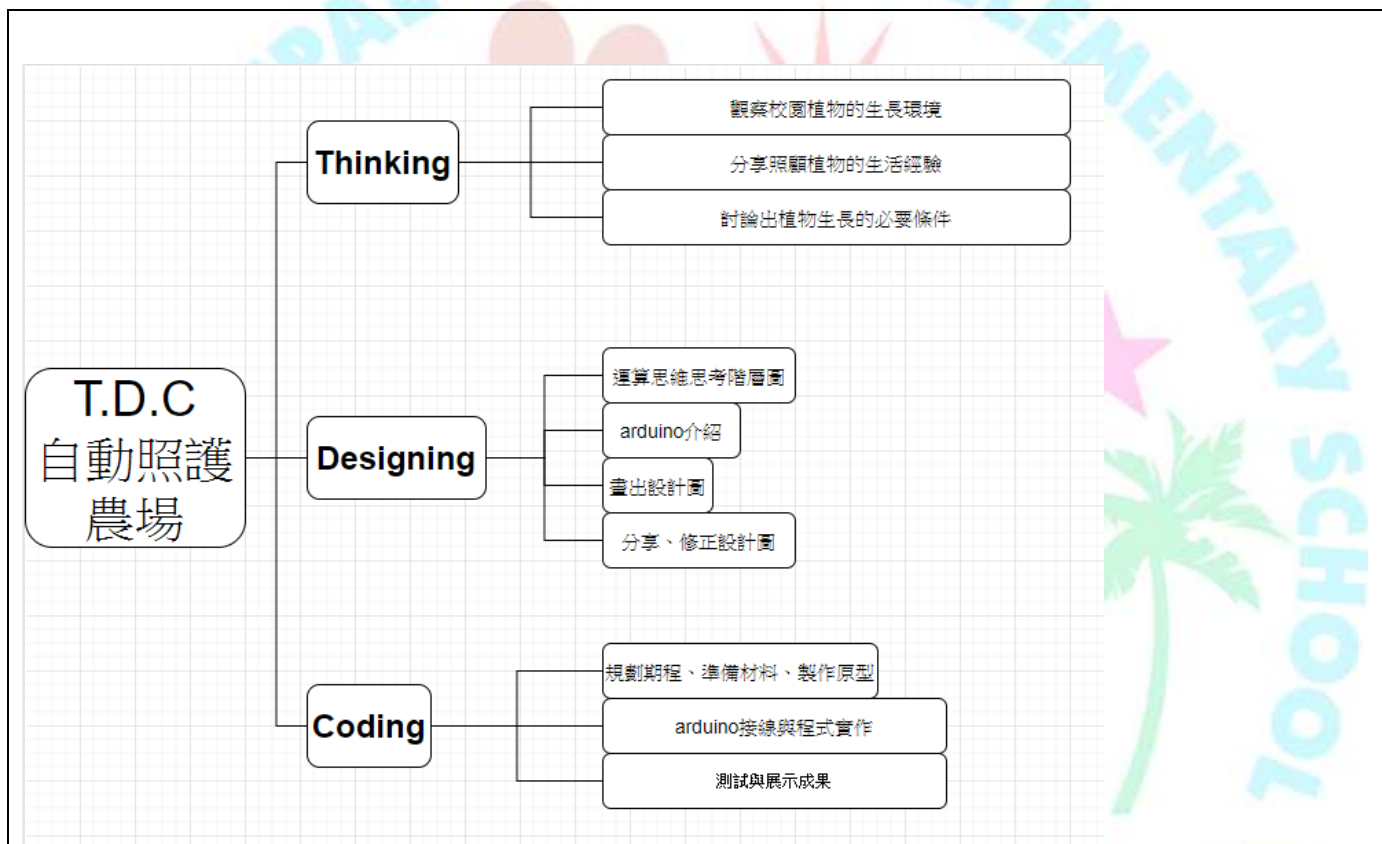 ELEMENTARY SCHOOL
Thinking
觀察校園植物的生長環境
分享照顧植物的生活經驗
討論出植物生長的必要條件
T.D.C
自動照護
農場
Designing
運算思維思考階層圖
arduino介紹
畫出設計圖
分享、修正設計圖
Coding
規劃期程、準備材料、製作原型
arduino接線與程式實作
測試與展示成果